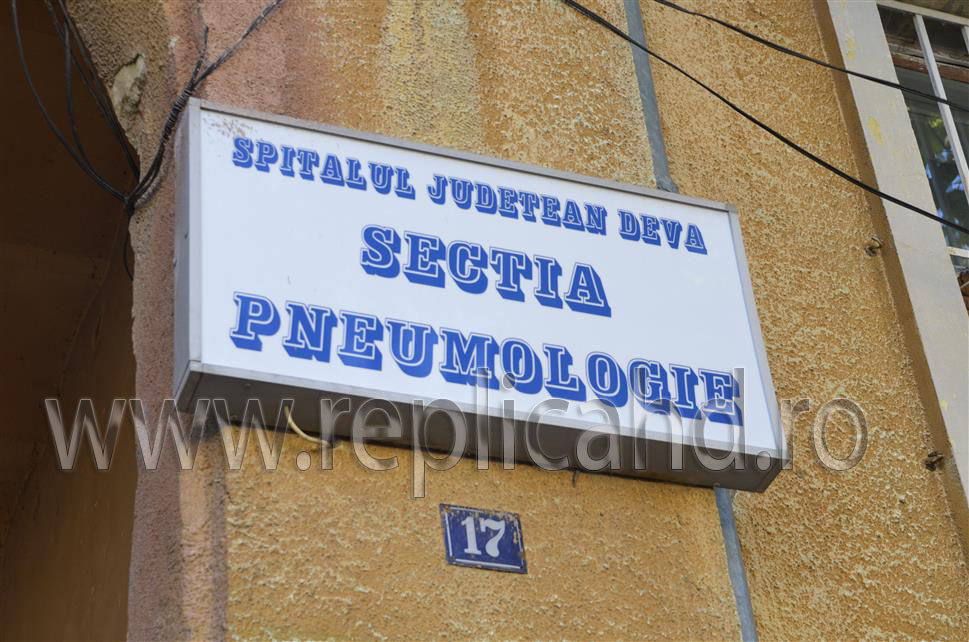 SPITALUL JUDETEAN DEVA
SECTIA
PNEUMOLOGIE
www.replicahd.ro
17